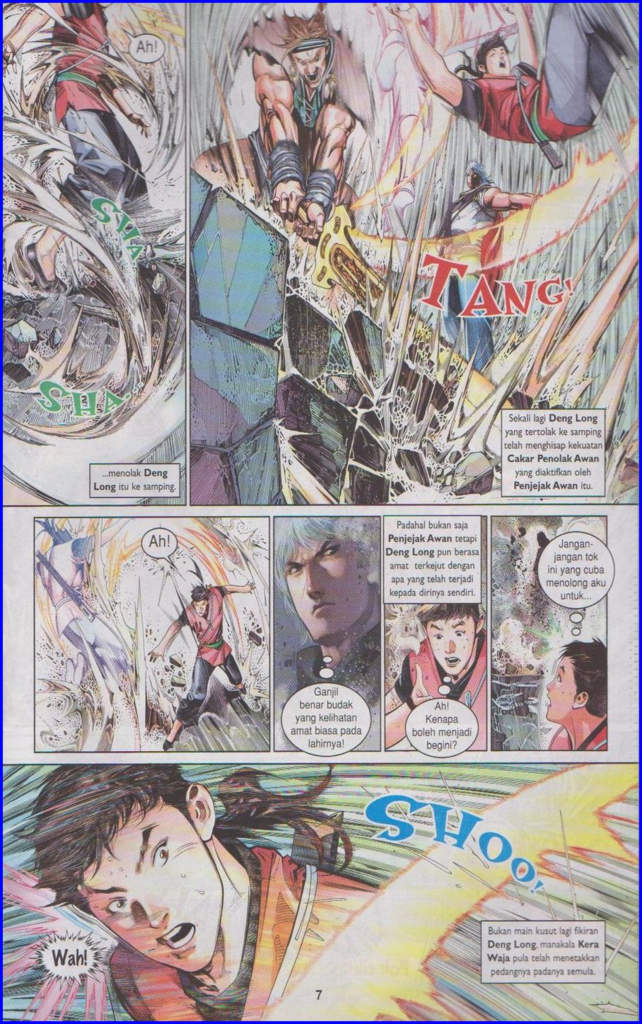 Ah!
SHA
SHA
...menolak Deng
Long itu ke samping.
TANG!
Sekali lagi Deng Long
yang tertolak ke samping
telah menghisap kekuatan
Cakar Penolak Awan
yang diaktifkan oleh
Penjejak Awan itu.
Ah!
Ganjil
benar budak
yang kelihatan
amat biasa pada
lahirnya!
Padahal bukan saja
Penjejak Awan tetapi
Deng Long pun berasa
amat terkejut dengan
apa yang telah terjadi
kepada dirinya sendiri.
Ah!
Kenapa
boleh menjadi
begini?
Jangan-
jangan tok
ini yang cuba
menolong aku
untuk...
SHOO!
Wah!
Bukan main kusut lagi fikiran
Deng Long, manakala Kera
Waja pula telah menetakkan
pedangnya padanya semula.
7